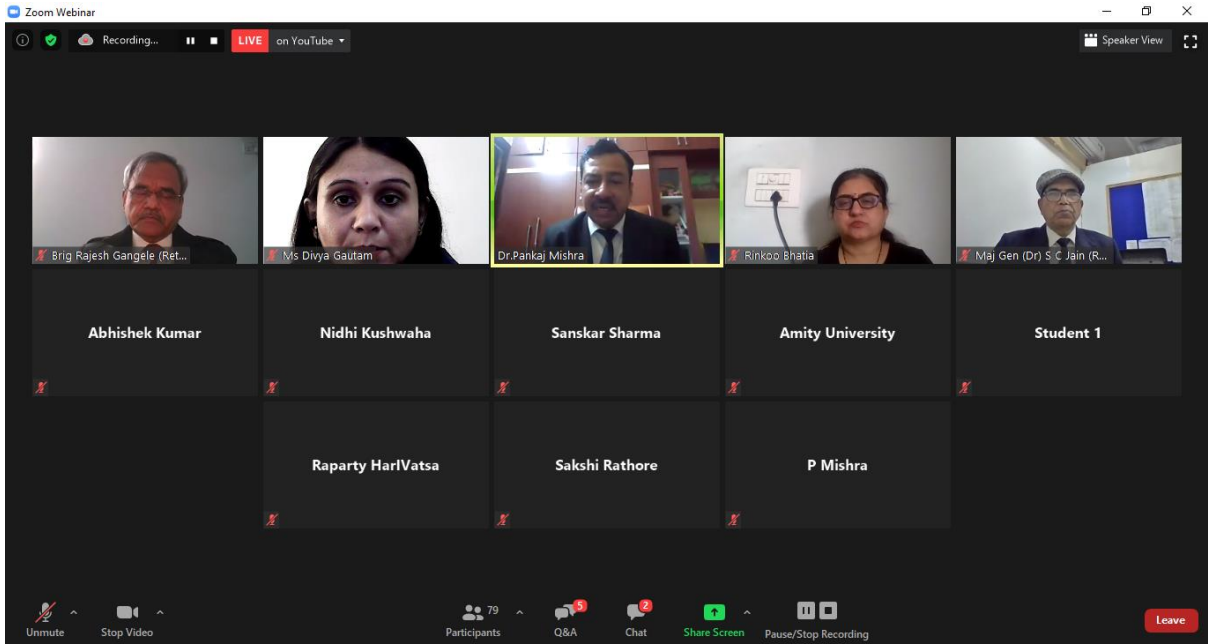 Zoom Webinar
Recording...
LIVE on YouTube
Speaker View
Brig Rajesh Gangele (Ret...
Ms Divya Gautam
Dr.Pankaj Mishra
Rinkoo Bhatia
Maj Gen (Dr) S C Jain (R...
Abhishek Kumar
Nidhi Kushwaha
Sanskar Sharma
Amity University
Student 1
Raparty HarIVatsa
Sakshi Rathore
P Mishra
79
5
2
Unmute
Stop Video
Participants
Q&A
Chat
Share Screen
Pause/Stop Recording
Leave